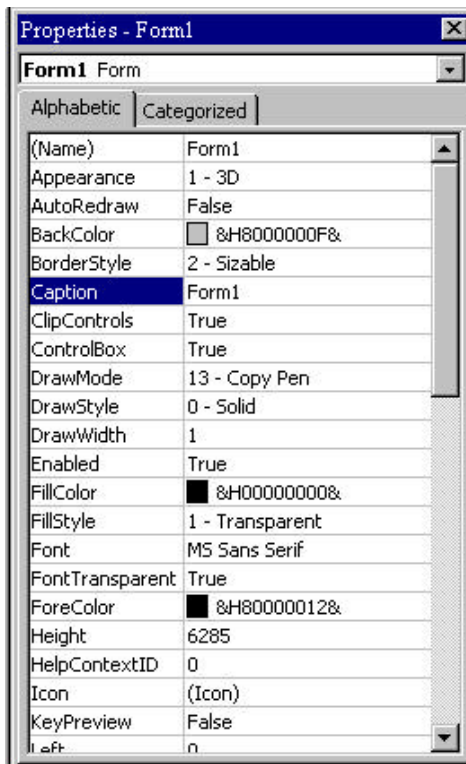 Properties - Form1
Form1 Form
Alphabetic Categorized
(Name) Form1
Appearance 1 - 3D
AutoRedraw False
BackColor &H8000000F&
BorderStyle 2 - Sizable
Caption Form1
ClipControls True
ControlBox True
DrawMode 13 - Copy Pen
DrawStyle 0 - Solid
DrawWidth 1
Enabled True
FillColor &H00000000&
FillStyle 1 - Transparent
Font MS Sans Serif
FontTransparent True
ForeColor &H80000012&
Height 6285
HelpContextID 0
Icon (Icon)
KeyPreview False
Left 0